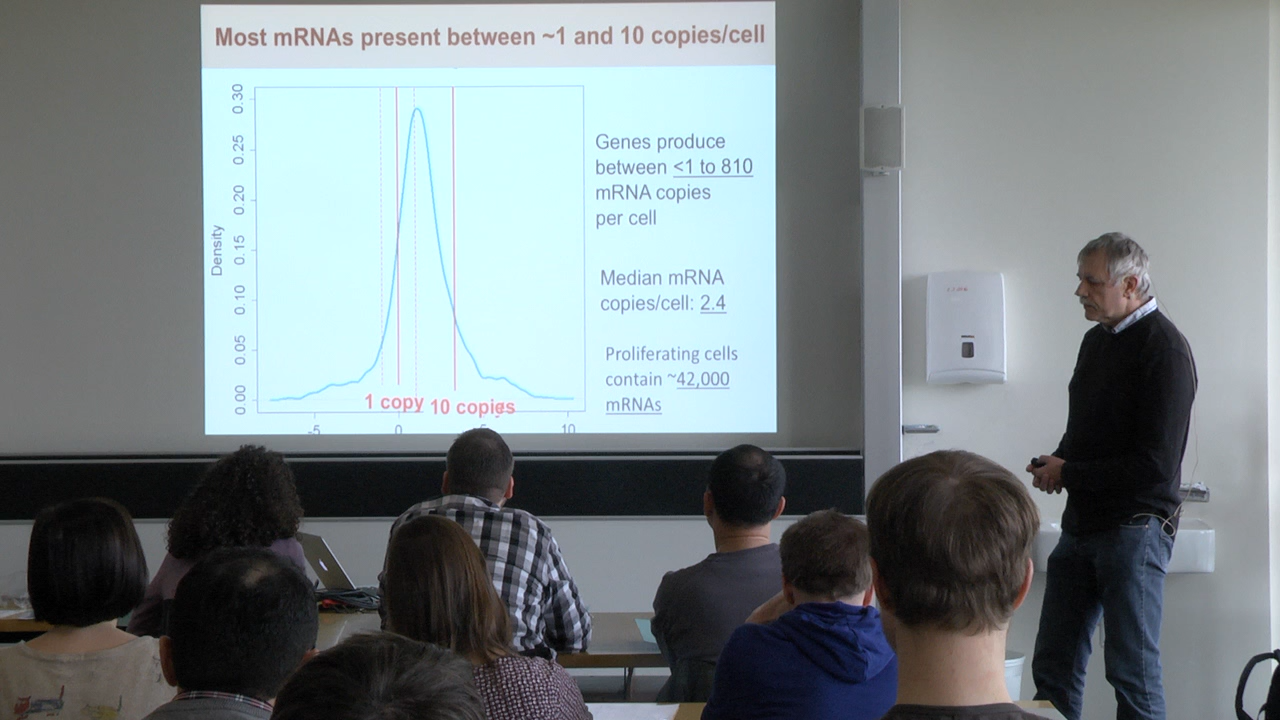 Most mRNAs present between ~1 and 10 copies/cell
0.30
0.25
0.20
0.15
0.10
0.05
0.00
Density
-5
0
10
1 copy
10 copies
Genes produce
between <1 to 810
mRNA copies
per cell
Median mRNA
copies/cell: 2.4
Proliferating cells
contain ~42,000
mRNAs